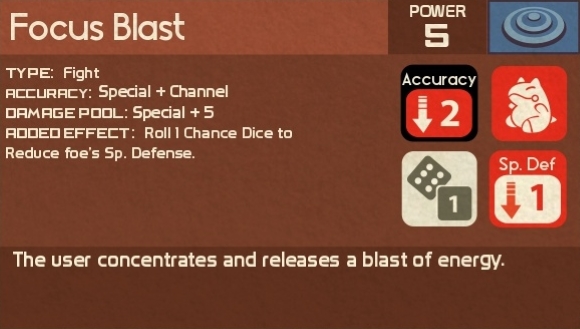 Focus Blast
POWER
5
TYPE: Fight
ACCURACY: Special + Channel
DAMAGE POOL: Special + 5
ADDED EFFECT: Roll 1 Chance Dice to
Reduce foe's Sp. Defense.
Accuracy
2
1
Sp. Def
1
The user concentrates and releases a blast of energy.